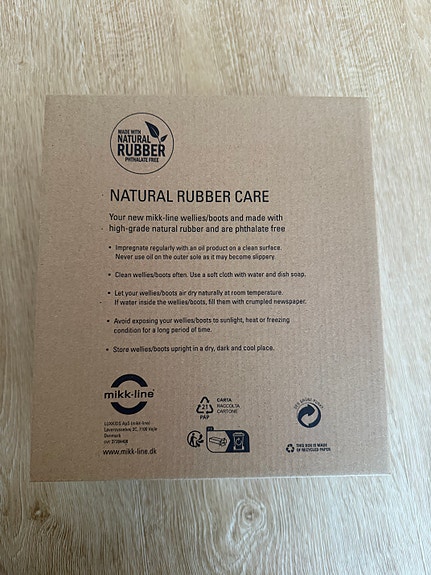 MADE WITH
NATURAL
RUBBER
PHTHALATE FREE
NATURAL RUBBER CARE
Your new mikk-line wellies/boots and made with
high-grade natural rubber and are phthalate free
• Impregnate regularly with an oil product on a clean surface.
Never use oil on the outer sole as it may become slippery.
• Clean wellies/boots often. Use a soft cloth with water and dish soap.
• Let your wellies/boots air dry naturally at room temperature.
If water inside the wellies/boots, fill them with crumpled newspaper.
• Avoid exposing your wellies/boots to sunlight, heat or freezing
condition for a long period of time.
• Store wellies/boots upright in a dry, dark and cool place.
mikk-line®
ApS (mikk-line)
7100 Vejle
Denmark
www.mikk-line.dk
21
PAP
CARTA
RACCOLTA
CARTONE
THIS BOX IS MADE
OF RECYCLED PAPER